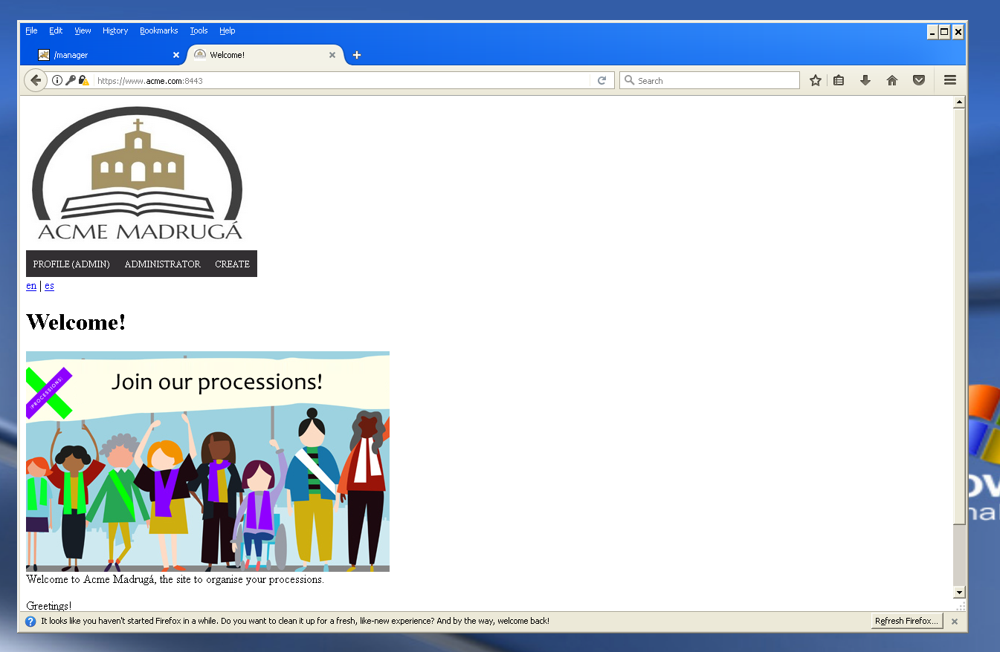 File Edit View History Bookmarks Tools Help
/manager Welcome!
https://www.acme.com:8443 Search
ACME MADRUGÁ
PROFILE (ADMIN) ADMINISTRATOR CREATE
en | es
Welcome!
Join our processions!
PROCESSIONS
Welcome to Acme Madrugá, the site to organise your processions.
Greetings!
It looks like you haven't started Firefox in a while. Do you want to clean it up for a fresh, like-new experience? And by the way, welcome back! Refresh Firefox...